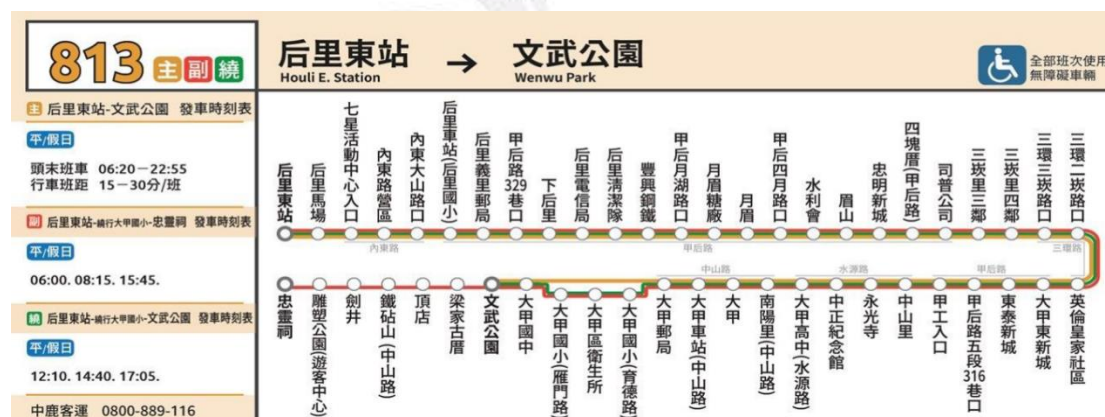 813 主 副 繞
后里東站 → 文武公園
Houli E. Station
Wenwu Park
全部班次使用
無障礙車輛
主 后里東站-文武公園 發車時刻表
平/假日
頭末班車 06:20－22:55
行車班距 15－30分/班
副 后里東站-繞行大甲國小-忠靈祠 發車時刻表
平/假日
06:00. 08:15. 15:45.
繞 后里東站-繞行大甲國小-文武公園 發車時刻表
平/假日
12:10. 14:40. 17:05.
中鹿客運 0800-889-116
后里東站
后里馬場
七星活動中心入口
內東路營區
內東大山路口
后里車站(后里國小)
后里義里郵局
甲后路329巷口
下后里
后里電信局
后里清潔隊
豐興鋼鐵
甲后月湖路口
月眉糖廠
月眉
甲后四月路口
水利會
眉山
忠明新城
四塊厝(甲后路)
司普公司
三崁里三鄰
三崁里四鄰
三環三崁路口
三環二崁路口
內東路
甲后路
三環路
中山路
水源路
甲后路
忠靈祠
雕塑公園(遊客中心)
劍井
鐵砧山(中山路)
頂店
梁家古厝
文武公園
大甲國中
大甲國小(雁門路)
大甲區衛生所
大甲國小(育德路)
大甲郵局
大甲車站(中山路)
大甲
南陽里(中山路)
大甲高中(水源路)
中正紀念館
永光寺
中山里
甲工入口
甲后路五段316巷口
東泰新城
大甲東新城
英倫皇家社區